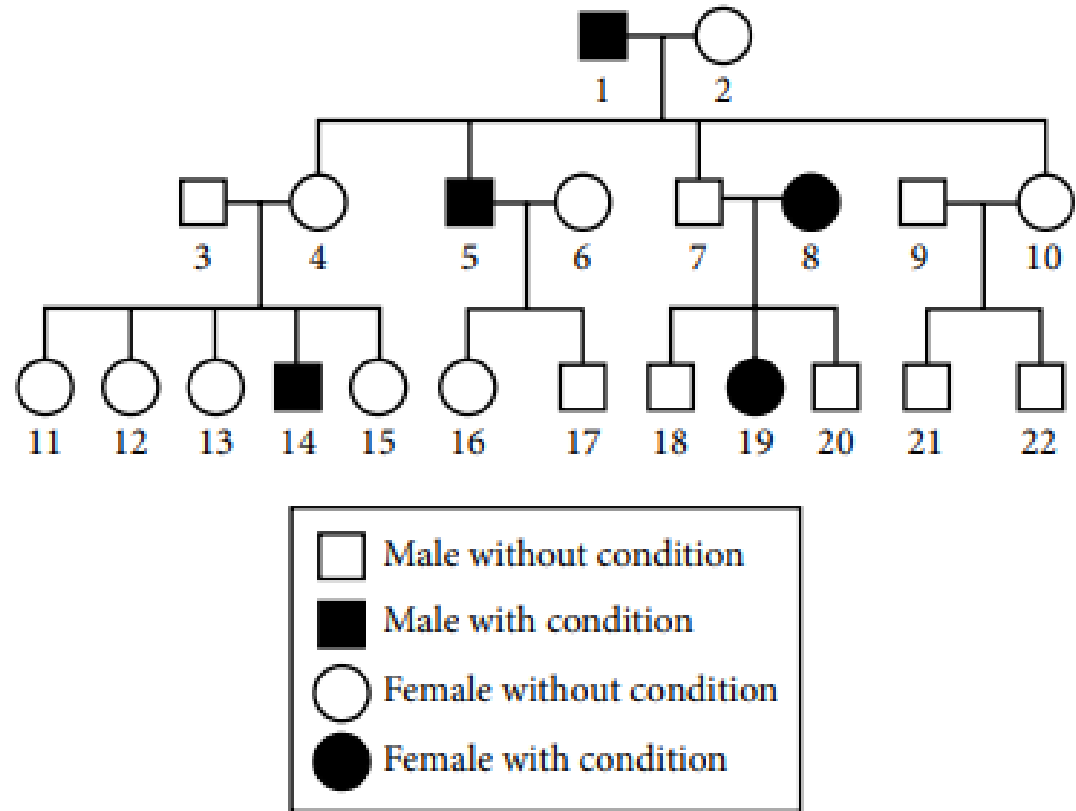 1 2
3 4 5 6 7 8 9 10
11 12 13 14 15 16 17 18 19 20 21 22
Male without condition
Male with condition
Female without condition
Female with condition